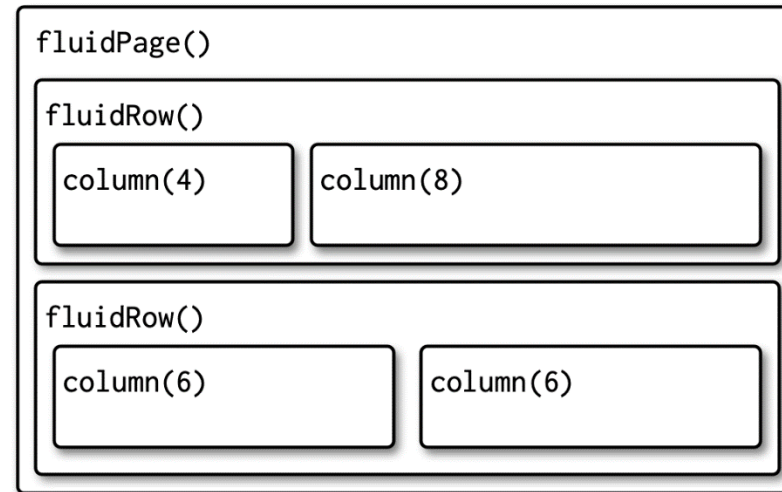 fluidPage()
fluidRow()
column(4) column(8)
fluidRow()
column(6) column(6)